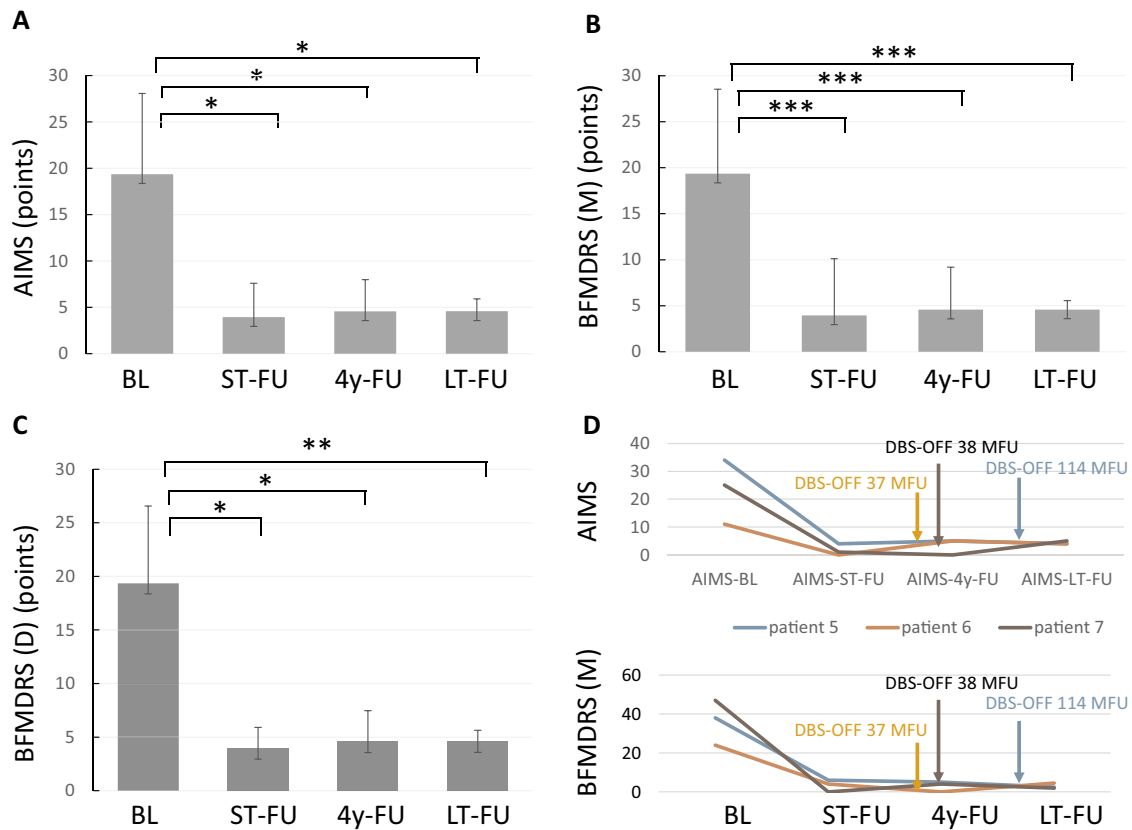 A
*
*
*
AIMS (points)
30
25
20
15
10
5
0
BL ST-FU 4y-FU LT-FU
B
***
***
***
BFMDRS (M) (points)
30
25
20
15
10
5
0
BL ST-FU 4y-FU LT-FU
C
**
*
*
BFMDRS (D) (points)
30
25
20
15
10
5
0
BL ST-FU 4y-FU LT-FU
D
AIMS
40
30
20
10
0
DBS-OFF 38 MFU
DBS-OFF 37 MFU
DBS-OFF 114 MFU
AIMS-BL AIMS-ST-FU AIMS-4y-FU AIMS-LT-FU
patient 5 patient 6 patient 7
BFMDRS (M)
60
40
20
0
DBS-OFF 38 MFU
DBS-OFF 37 MFU
DBS-OFF 114 MFU
BL ST-FU 4y-FU LT-FU